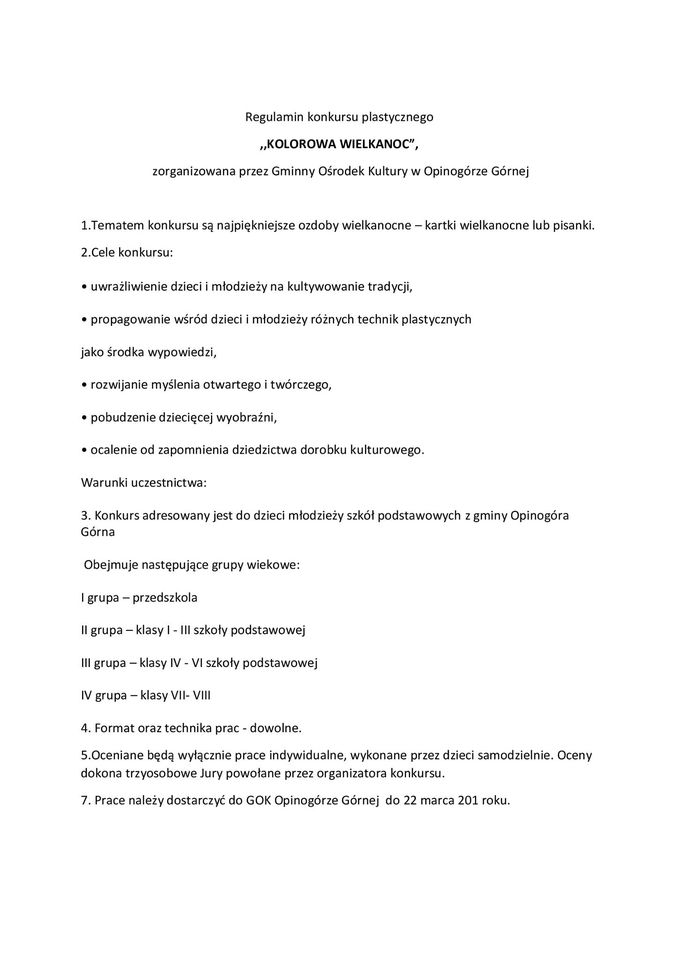 Regulamin konkursu plastycznego
,,KOLOROWA WIELKANOC”,
zorganizowana przez Gminny Ośrodek Kultury w Opinogórze Górnej
1.Tematem konkursu są najpiękniejsze ozdoby wielkanocne – kartki wielkanocne lub pisanki.
2.Cele konkursu:
• uwrażliwienie dzieci i młodzieży na kultywowanie tradycji,
• propagowanie wśród dzieci i młodzieży różnych technik plastycznych
jako środka wypowiedzi,
• rozwijanie myślenia otwartego i twórczego,
• pobudzenie dziecięcej wyobraźni,
• ocalenie od zapomnienia dziedzictwa dorobku kulturowego.
Warunki uczestnictwa:
3. Konkurs adresowany jest do dzieci młodzieży szkół podstawowych z gminy Opinogóra
Górna
Obejmuje następujące grupy wiekowe:
I grupa – przedszkola
II grupa – klasy I - III szkoły podstawowej
III grupa – klasy IV - VI szkoły podstawowej
IV grupa – klasy VII- VIII
4. Format oraz technika prac - dowolne.
5.Oceniane będą wyłącznie prace indywidualne, wykonane przez dzieci samodzielnie. Oceny
dokona trzyosobowe Jury powołane przez organizatora konkursu.
7. Prace należy dostarczyć do GOK Opinogórze Górnej  do 22 marca 201 roku.